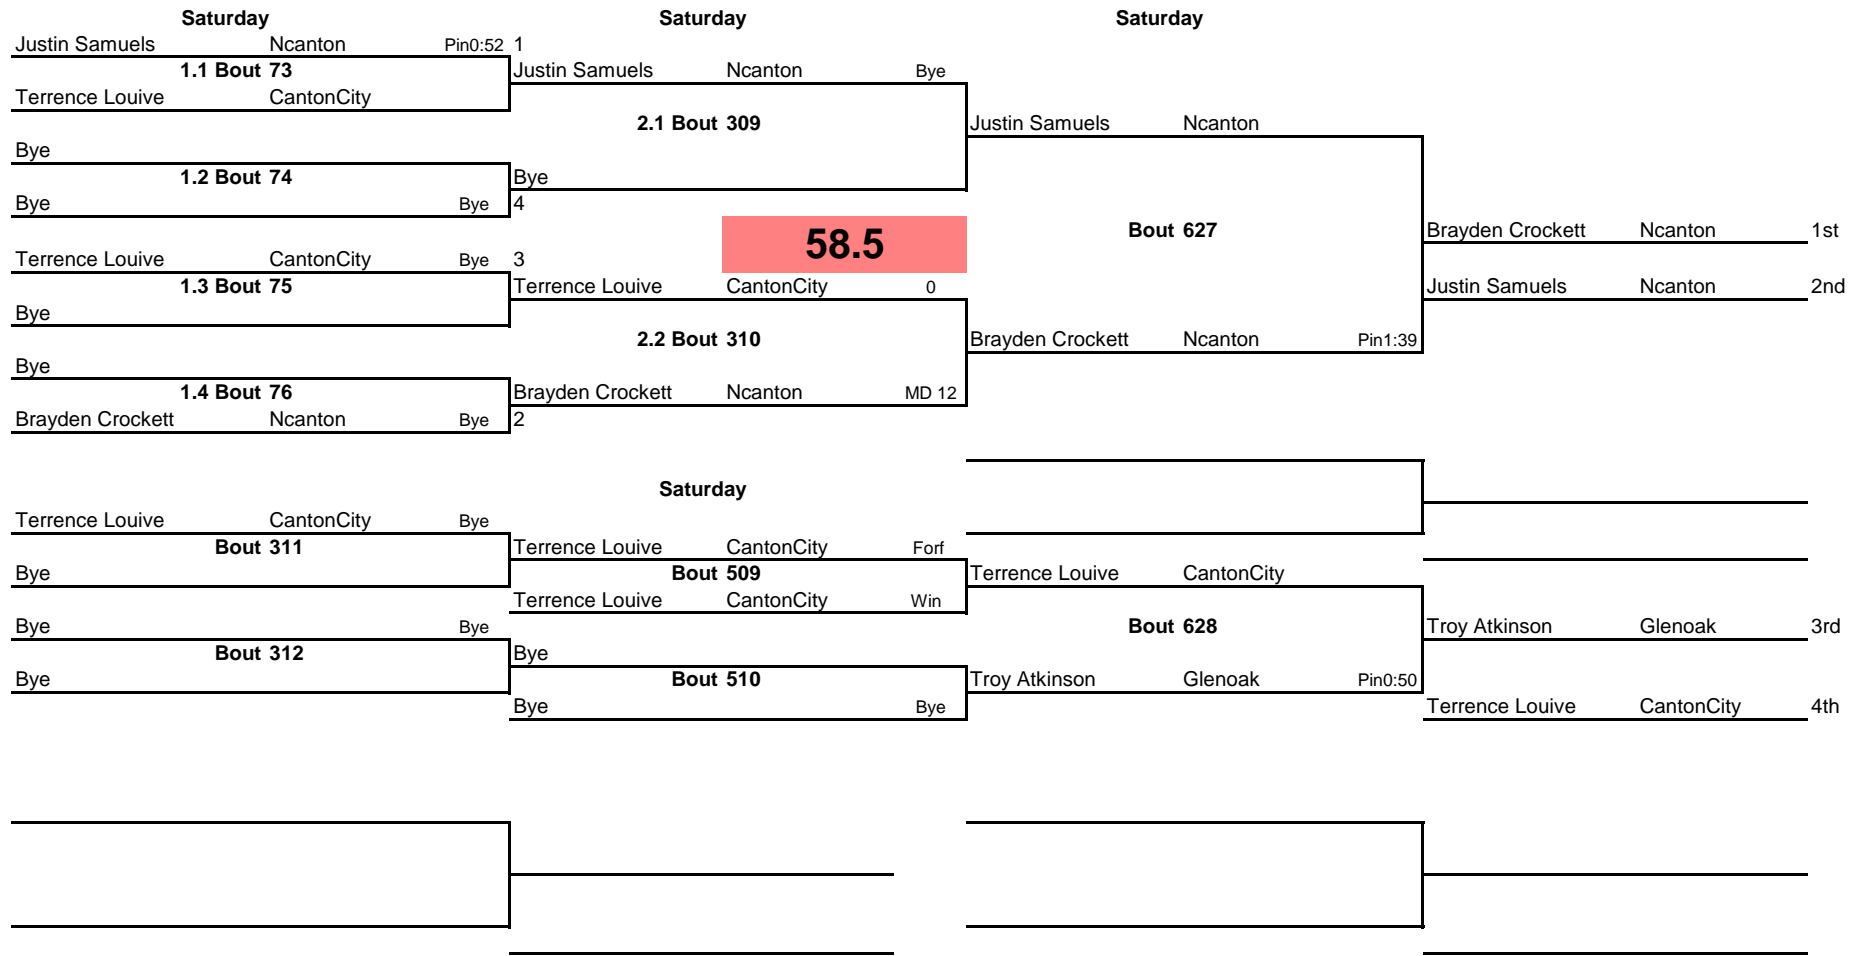 Saturday Saturday Saturday
Justin Samuels Ncanton Pin0:52 1
1.1 Bout 73 Justin Samuels Ncanton Bye
Terrence Louive CantonCity
2.1 Bout 309 Justin Samuels Ncanton
Bye
1.2 Bout 74 Bye
Bye Bye 4
58.5 Bout 627 Brayden Crockett Ncanton 1st
Terrence Louive CantonCity Bye 3
1.3 Bout 75 Terrence Louive CantonCity 0 Justin Samuels Ncanton 2nd
Bye
2.2 Bout 310 Brayden Crockett Ncanton Pin1:39
Bye
1.4 Bout 76 Brayden Crockett Ncanton MD 12
Brayden Crockett Ncanton Bye 2
Saturday
Terrence Louive CantonCity Bye
Bout 311 Terrence Louive CantonCity Forf
Bye Bout 509 Terrence Louive CantonCity
Terrence Louive CantonCity Win
Bye Bye Bout 628 Troy Atkinson Glenoak 3rd
Bout 312 Bye
Bye Bout 510 Troy Atkinson Glenoak Pin0:50
Bye Bye Terrence Louive CantonCity 4th